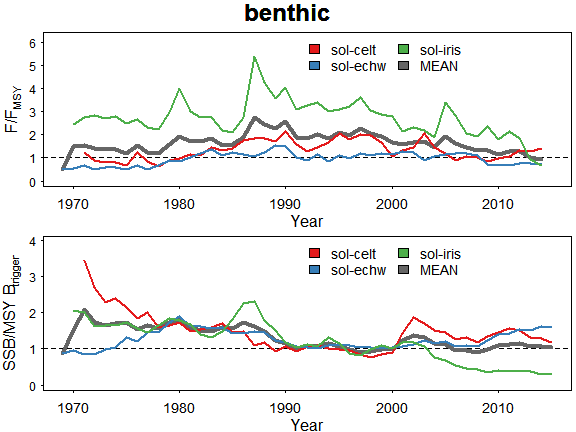 benthic
F/FMSY
6
5
4
3
2
1
0
sol-celt sol-iris
sol-echw MEAN
1970 1980 1990 2000 2010
Year
SSB/MSY Btrigger
4
3
2
1
0
sol-celt sol-iris
sol-echw MEAN
1970 1980 1990 2000 2010
Year